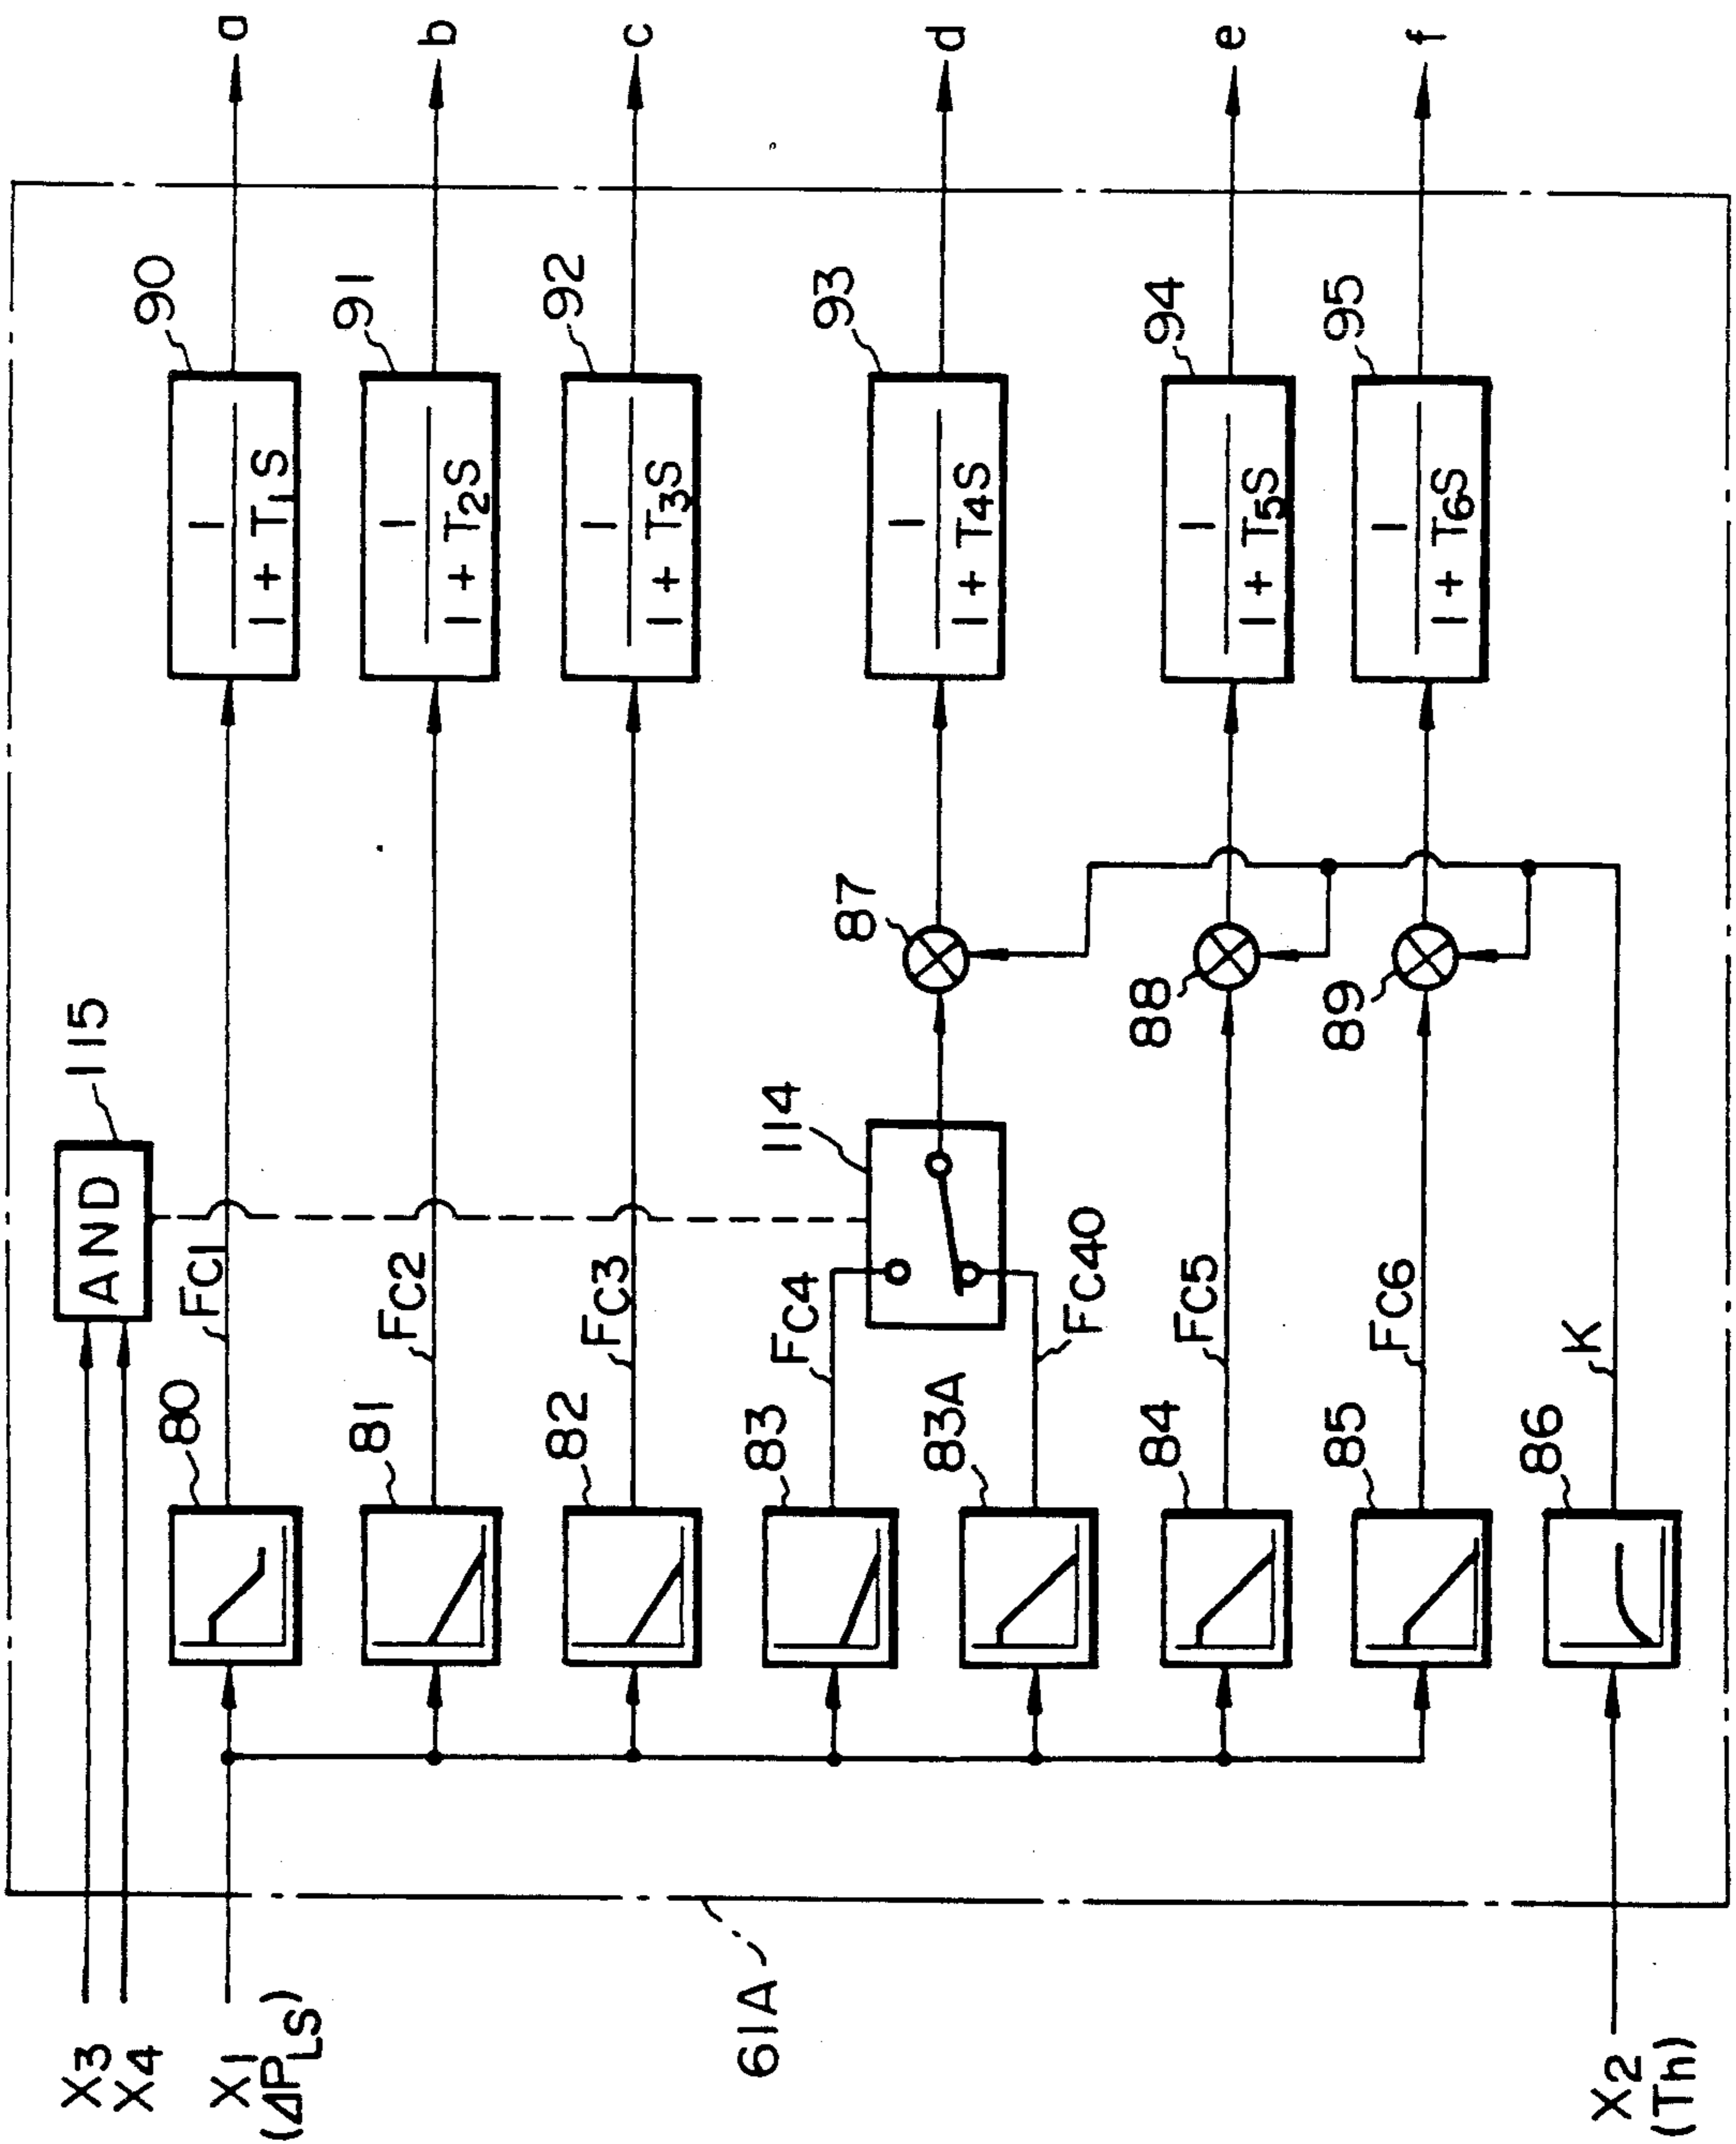 X3
X4
X1
(ΔPLS)
X2
(Th)
61A
AND
115
80
FC1
90
1
1 + T1S
a
81
FC2
91
1
1 + T2S
b
82
FC3
92
1
1 + T3S
c
83
FC4
83A
FC40
114
87
93
1
1 + T4S
d
84
FC5
88
94
1
1 + T5S
e
85
FC6
89
95
1
1 + T6S
f
86
K